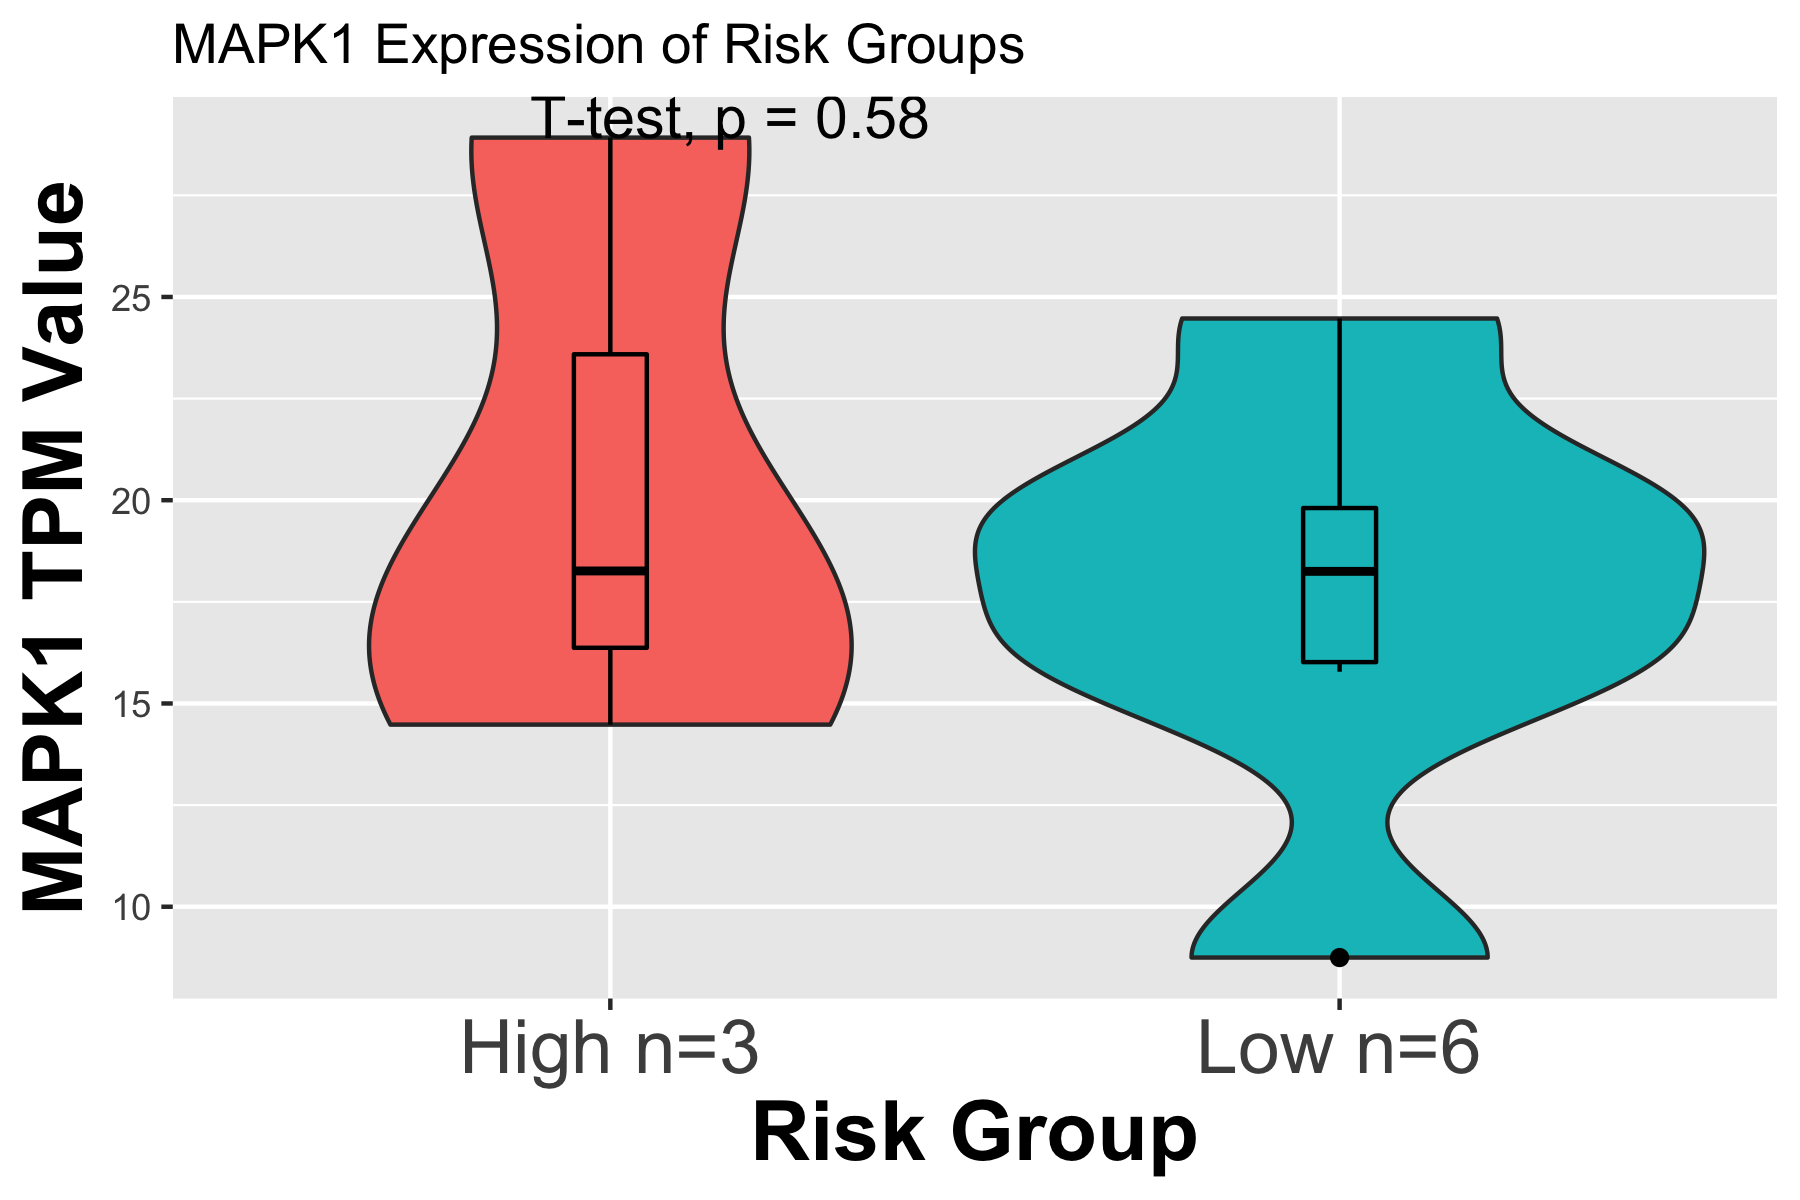 MAPK1 Expression of Risk Groups
T-test, p = 0.58
MAPK1 TPM Value
25
20
15
10
High n=3
Low n=6
Risk Group